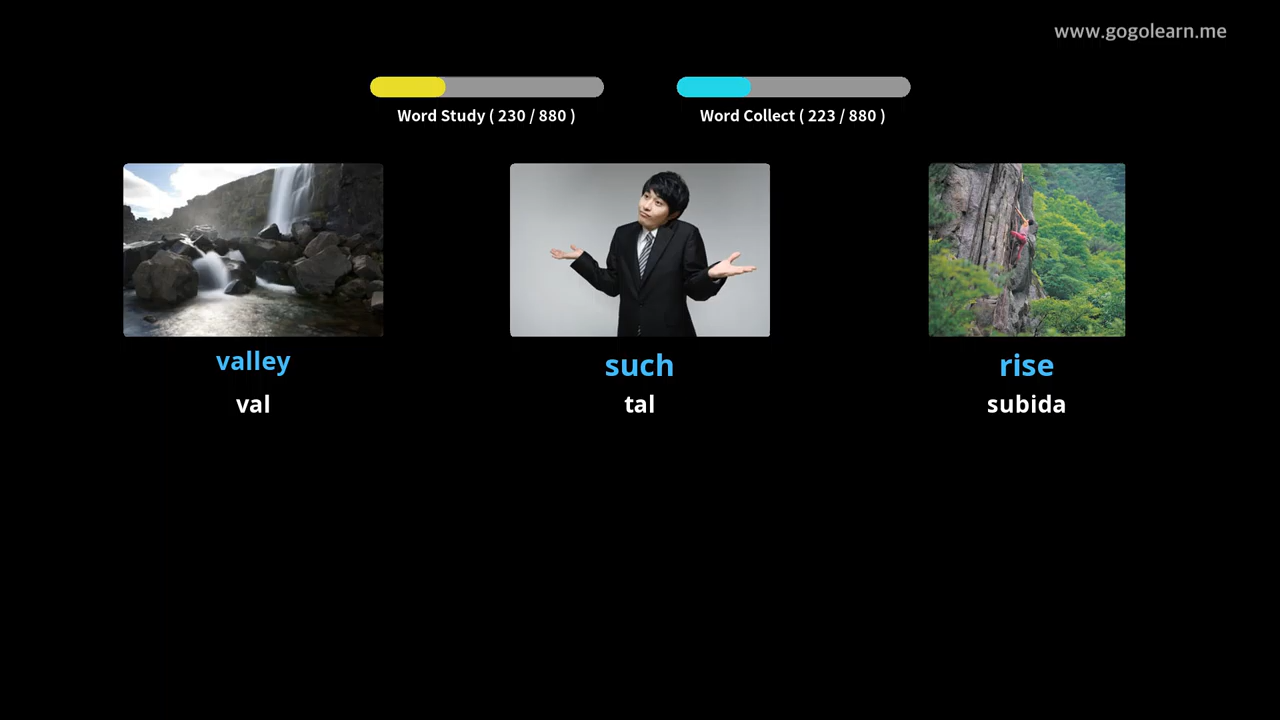 www.gogolearn.me
Word Study ( 230 / 880 )
Word Collect ( 223 / 880 )
valley
val
such
tal
rise
subida